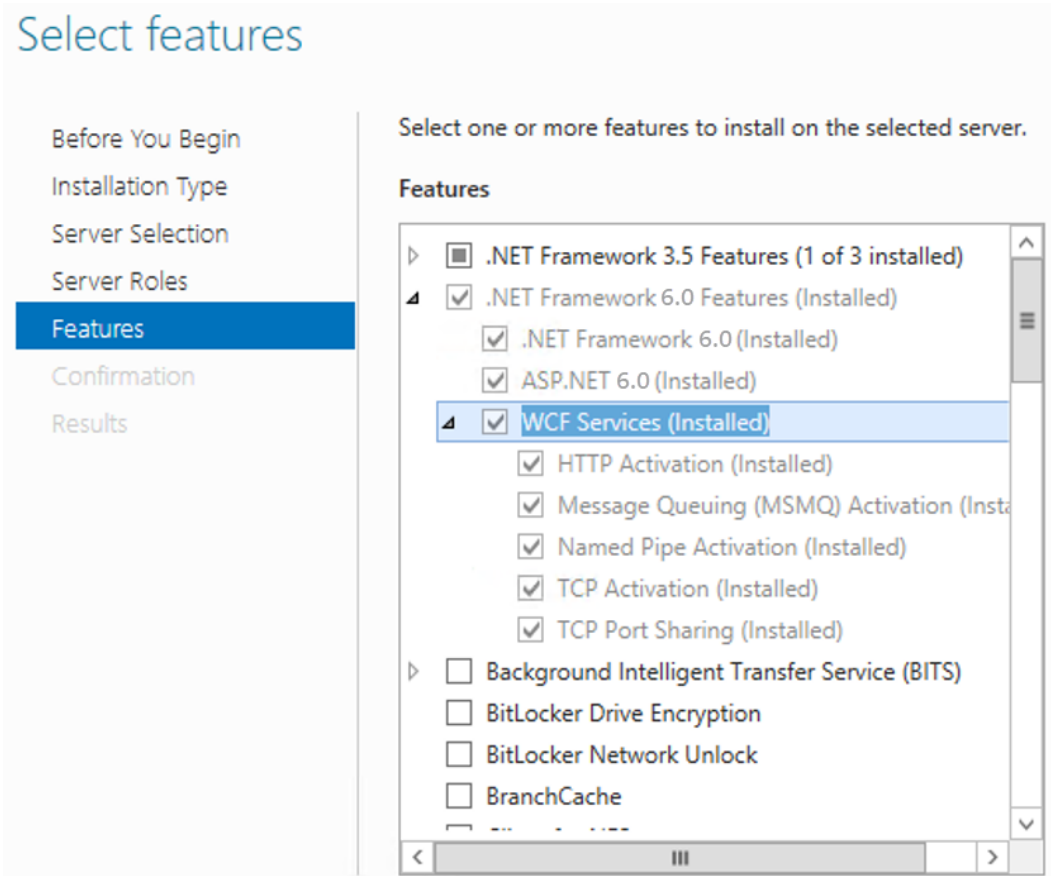 Select features
Before You Begin
Installation Type
Server Selection
Server Roles
Features
Confirmation
Results
Select one or more features to install on the selected server.
Features
.NET Framework 3.5 Features (1 of 3 installed)
.NET Framework 6.0 Features (Installed)
.NET Framework 6.0 (Installed)
ASP.NET 6.0 (Installed)
WCF Services (Installed)
HTTP Activation (Installed)
Message Queuing (MSMQ) Activation (Insta
Named Pipe Activation (Installed)
TCP Activation (Installed)
TCP Port Sharing (Installed)
Background Intelligent Transfer Service (BITS)
BitLocker Drive Encryption
BitLocker Network Unlock
BranchCache